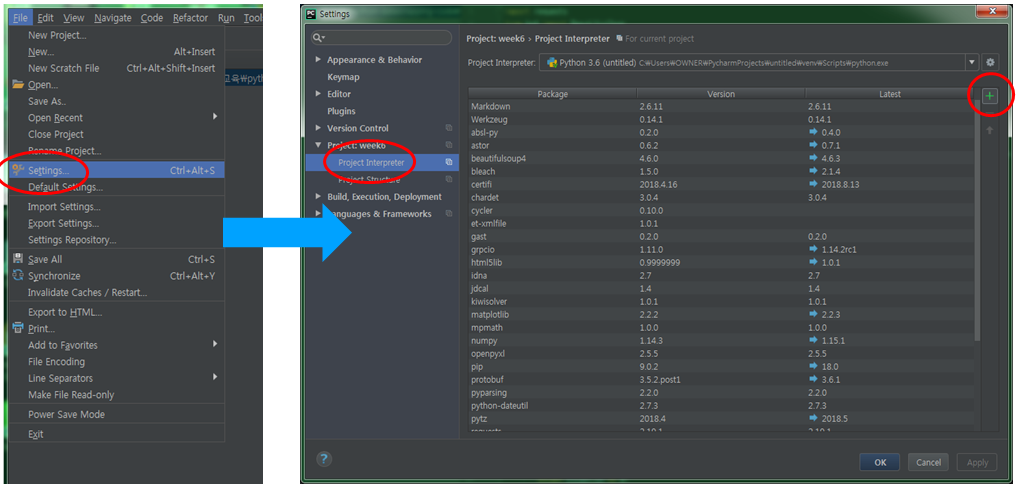 File Edit View Navigate Code Refactor Run Tool
New Project...
New... Alt+Insert
New Scratch File Ctrl+Alt+Shift+Insert
Open...
Save As..
Open Recent
Close Project
Rename Project...
Settings... Ctrl+Alt+S
Default Settings...
Import Settings...
Export Settings...
Settings Repository...
Save All Ctrl+S
Synchronize Ctrl+Alt+Y
Invalidate Caches / Restart...
Export to HTML...
Print...
Add to Favorites
File Encoding
Line Separators
Make File Read-only
Power Save Mode
Exit
교육₩pyth
PC Settings
Appearance & Behavior
Keymap
Editor
Plugins
Version Control
Project: week6
Project Interpreter
Project Structure
Build, Execution, Deployment
Languages & Frameworks
Project: week6 > Project Interpreter For current project
Project Interpreter: Python 3.6 (untitled) C:₩Users₩OWNER₩PycharmProjects₩untitled₩venv₩Scripts₩python.exe
Package Version Latest
Markdown 2.6.11 2.6.11
Werkzeug 0.14.1 0.14.1
absl-py 0.2.0 0.4.0
astor 0.6.2 0.7.1
beautifulsoup4 4.6.0 4.6.3
bleach 1.5.0 2.1.4
certifi 2018.4.16 2018.8.13
chardet 3.0.4 3.0.4
cycler 0.10.0
et-xmlfile 1.0.1
gast 0.2.0 0.2.0
grpcio 1.11.0 1.14.2rc1
html5lib 0.9999999 1.0.1
idna 2.7 2.7
jdcal 1.4 1.4
kiwisolver 1.0.1 1.0.1
matplotlib 2.2.2 2.2.3
mpmath 1.0.0 1.0.0
numpy 1.14.3 1.15.1
openpyxl 2.5.5 2.5.5
pip 9.0.2 18.0
protobuf 3.5.2.post1 3.6.1
pyparsing 2.2.0 2.2.0
python-dateutil 2.7.3 2.7.3
pytz 2018.4 2018.5
requests 2.19.1 2.19.1
? OK Cancel Apply